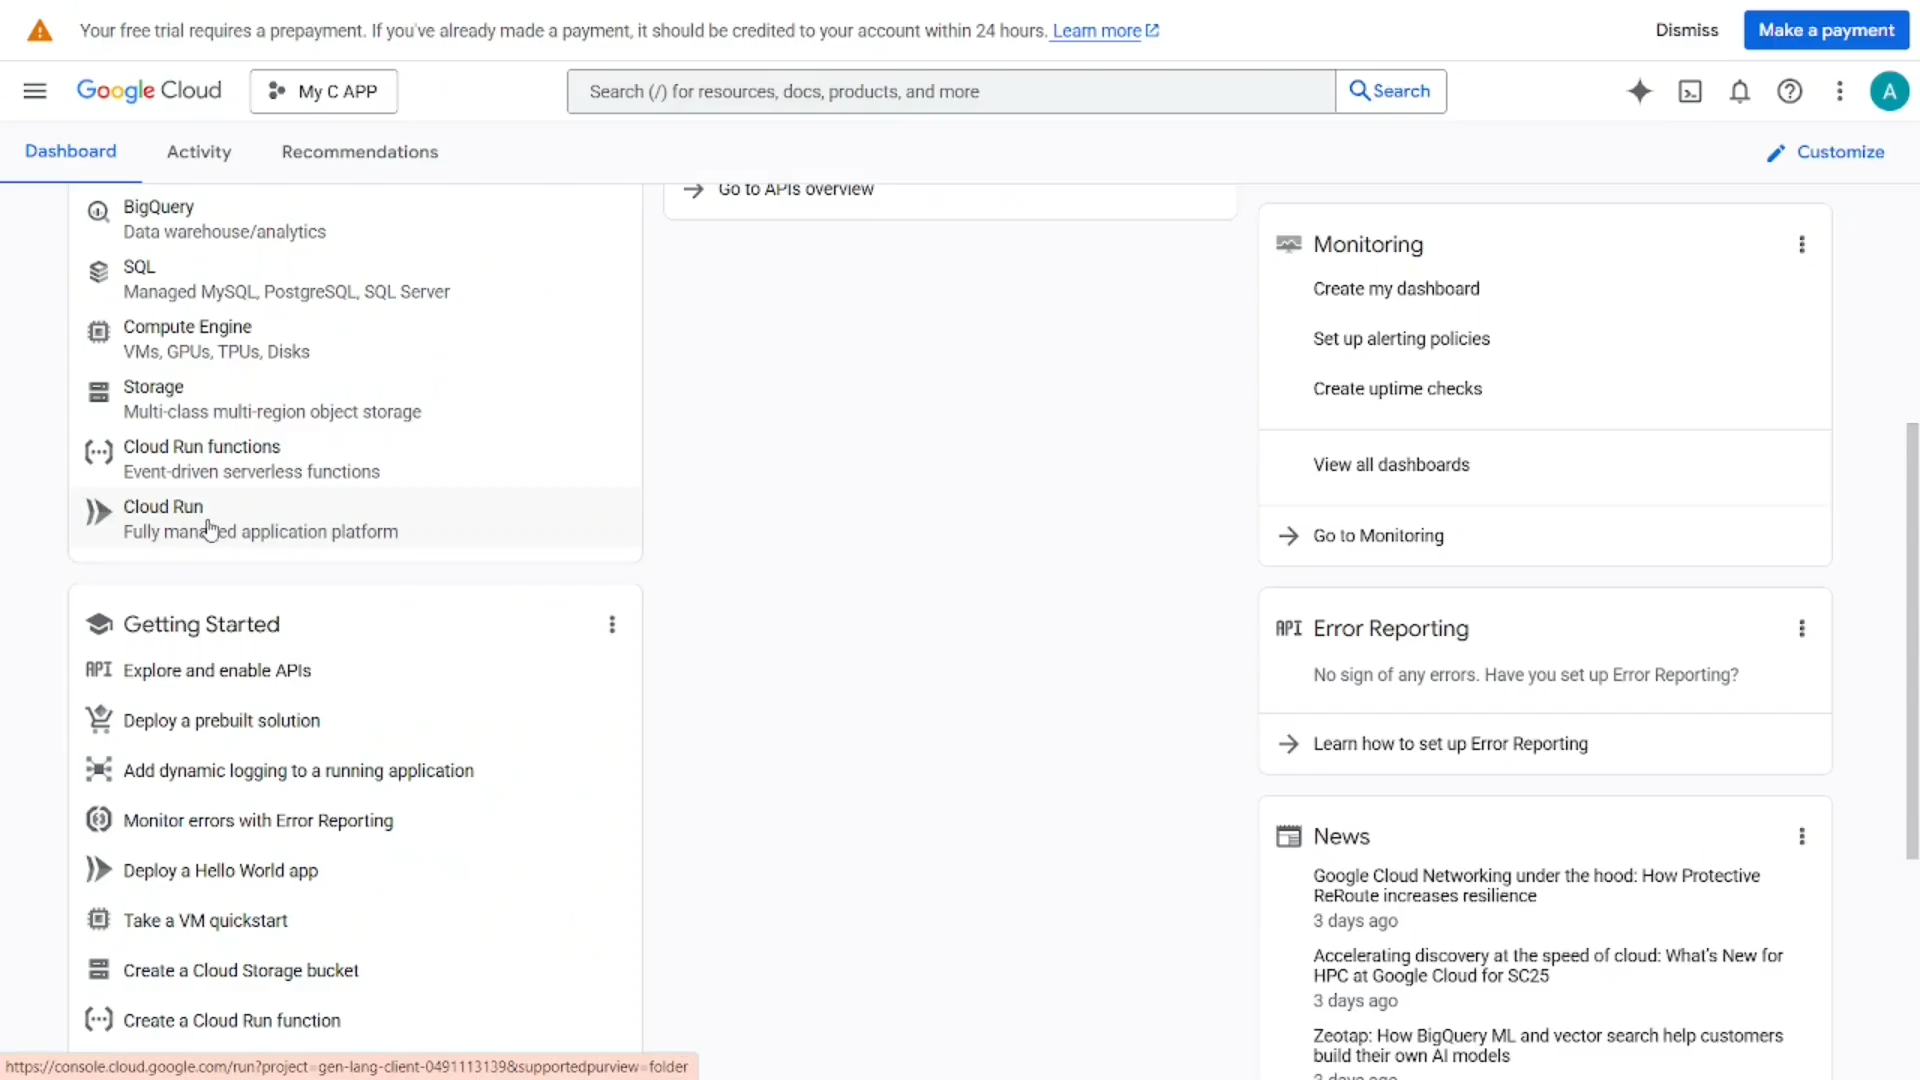 Your free trial requires a prepayment. If you've already made a payment, it should be credited to your account within 24 hours. Learn more
Dismiss
Make a payment
Google Cloud
My C APP
Search (/) for resources, docs, products, and more
Search
A
Dashboard
Activity
Recommendations
Customize
BigQuery
Data warehouse/analytics
SQL
Managed MySQL, PostgreSQL, SQL Server
Compute Engine
VMs, GPUs, TPUs, Disks
Storage
Multi-class multi-region object storage
Cloud Run functions
Event-driven serverless functions
Cloud Run
Fully managed application platform
Getting Started
API Explore and enable APIs
Deploy a prebuilt solution
Add dynamic logging to a running application
Monitor errors with Error Reporting
Deploy a Hello World app
Take a VM quickstart
Create a Cloud Storage bucket
Create a Cloud Run function
Go to APIs overview
Monitoring
Create my dashboard
Set up alerting policies
Create uptime checks
View all dashboards
Go to Monitoring
API Error Reporting
No sign of any errors. Have you set up Error Reporting?
Learn how to set up Error Reporting
News
Google Cloud Networking under the hood: How Protective
ReRoute increases resilience
3 days ago
Accelerating discovery at the speed of cloud: What's New for
HPC at Google Cloud for SC25
3 days ago
Zeotap: How BigQuery ML and vector search help customers
build their own AI models
3 days ago
https://console.cloud.google.com/run?project=gen-lang-client-0491113139&supportedpurview=folder